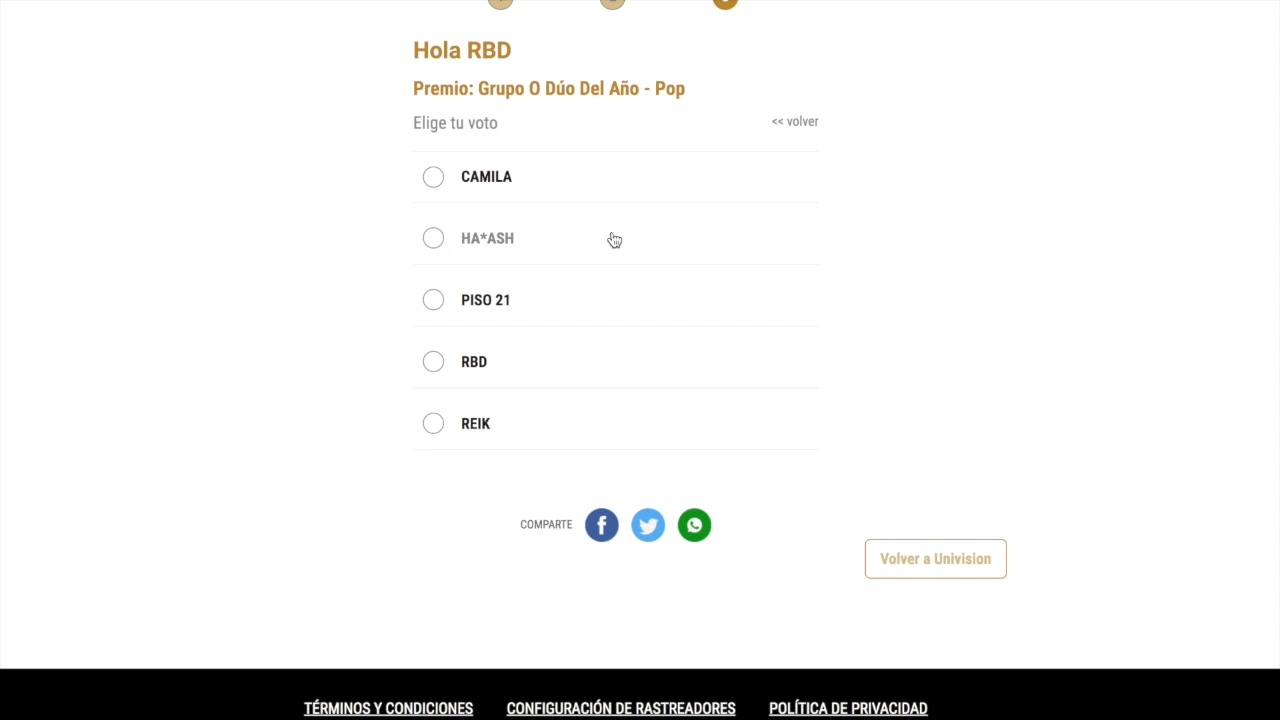 Hola RBD
Premio: Grupo O Dúo Del Año - Pop
Elige tu voto
<< volver
CAMILA
HA*ASH
PISO 21
RBD
REIK
COMPARTE
Volver a Univision
TÉRMINOS Y CONDICIONES CONFIGURACIÓN DE RASTREADORES POLÍTICA DE PRIVACIDAD